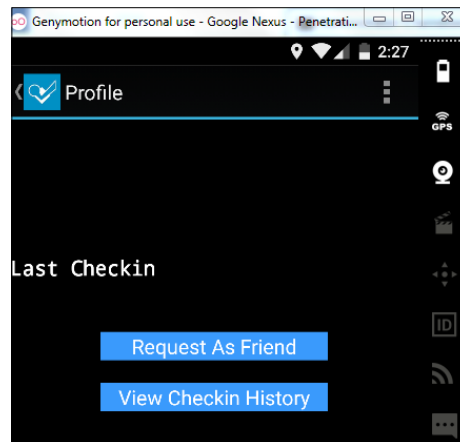 Genymotion for personal use - Google Nexus - Penetrati...
2:27
Profile
GPS
Last Checkin
Request As Friend
ID
View Checkin History